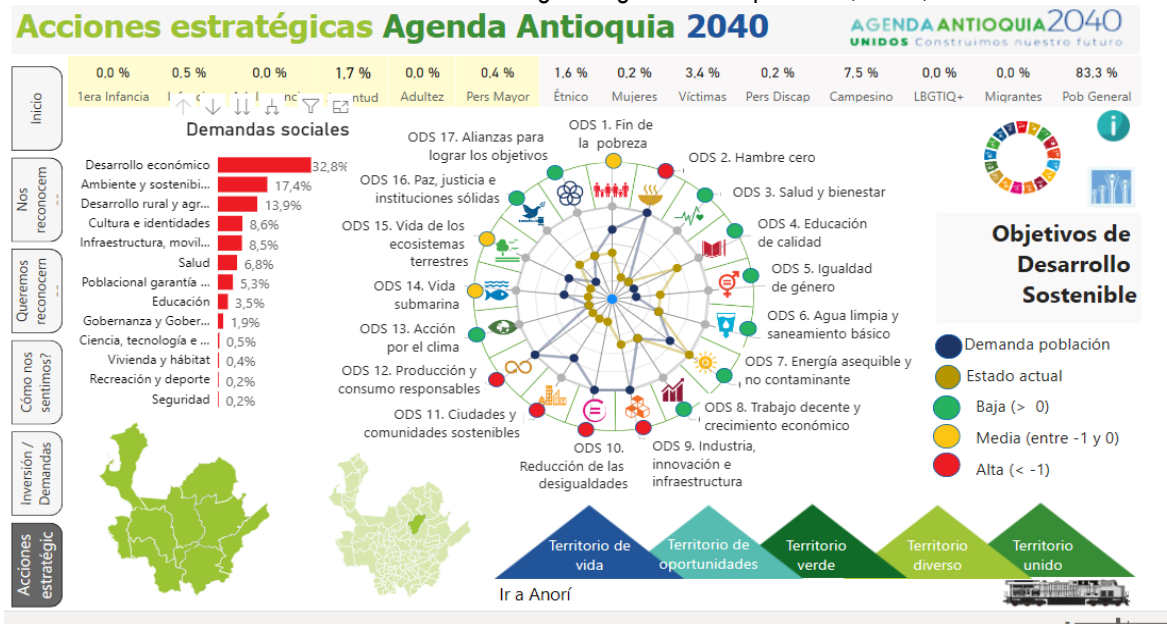 Acciones estratégicas Agenda Antioquia 2040
AGENDA ANTIOQUIA 2040
UNIDOS Construimos nuestro futuro
0,0 % 0,5 % 0,0 % 1,7 % 0,0 % 0,4 % 1,6 % 0,2 % 3,4 % 0,2 % 7,5 % 0,0 % 0,0 % 83,3 %
1era Infancia Adultez Pers Mayor Étnico Mujeres Víctimas Pers Discap Campesino LBGTIQ+ Migrantes Pob General
Inicio
Nos
reconocem
Queremos
reconocern
Cómo nos
sentimos?
Inversión /
Demandas
Acciones
estratégic
Demandas sociales
Desarrollo económico 32,8%
Ambiente y sostenibi... 17,4%
Desarrollo rural y agr... 13,9%
Cultura e identidades 8,6%
Infraestructura, movil... 8,5%
Salud 6,8%
Poblacional garantía ... 5,3%
Educación 3,5%
Gobernanza y Gober... 1,9%
Ciencia, tecnología e ... 0,5%
Vivienda y hábitat 0,4%
Recreación y deporte 0,2%
Seguridad 0,2%
ODS 1. Fin de
la pobreza
ODS 2. Hambre cero
ODS 3. Salud y bienestar
ODS 4. Educación
de calidad
ODS 5. Igualdad
de género
ODS 6. Agua limpia y
saneamiento básico
ODS 7. Energía asequible y
no contaminante
ODS 8. Trabajo decente y
crecimiento económico
ODS 9. Industria,
innovación e
infraestructura
ODS 10.
Reducción de las
desigualdades
ODS 11. Ciudades y
comunidades sostenibles
ODS 12. Producción y
consumo responsables
ODS 13. Acción
por el clima
ODS 14. Vida
submarina
ODS 15. Vida de los
ecosistemas
terrestres
ODS 16. Paz, justicia e
instituciones sólidas
ODS 17. Alianzas para
lograr los objetivos
i
Objetivos de
Desarrollo
Sostenible
Demanda población
Estado actual
Baja (> 0)
Media (entre -1 y 0)
Alta (< -1)
Territorio de
vida
Territorio de
oportunidades
Territorio
verde
Territorio
diverso
Territorio
unido
Ir a Anorí